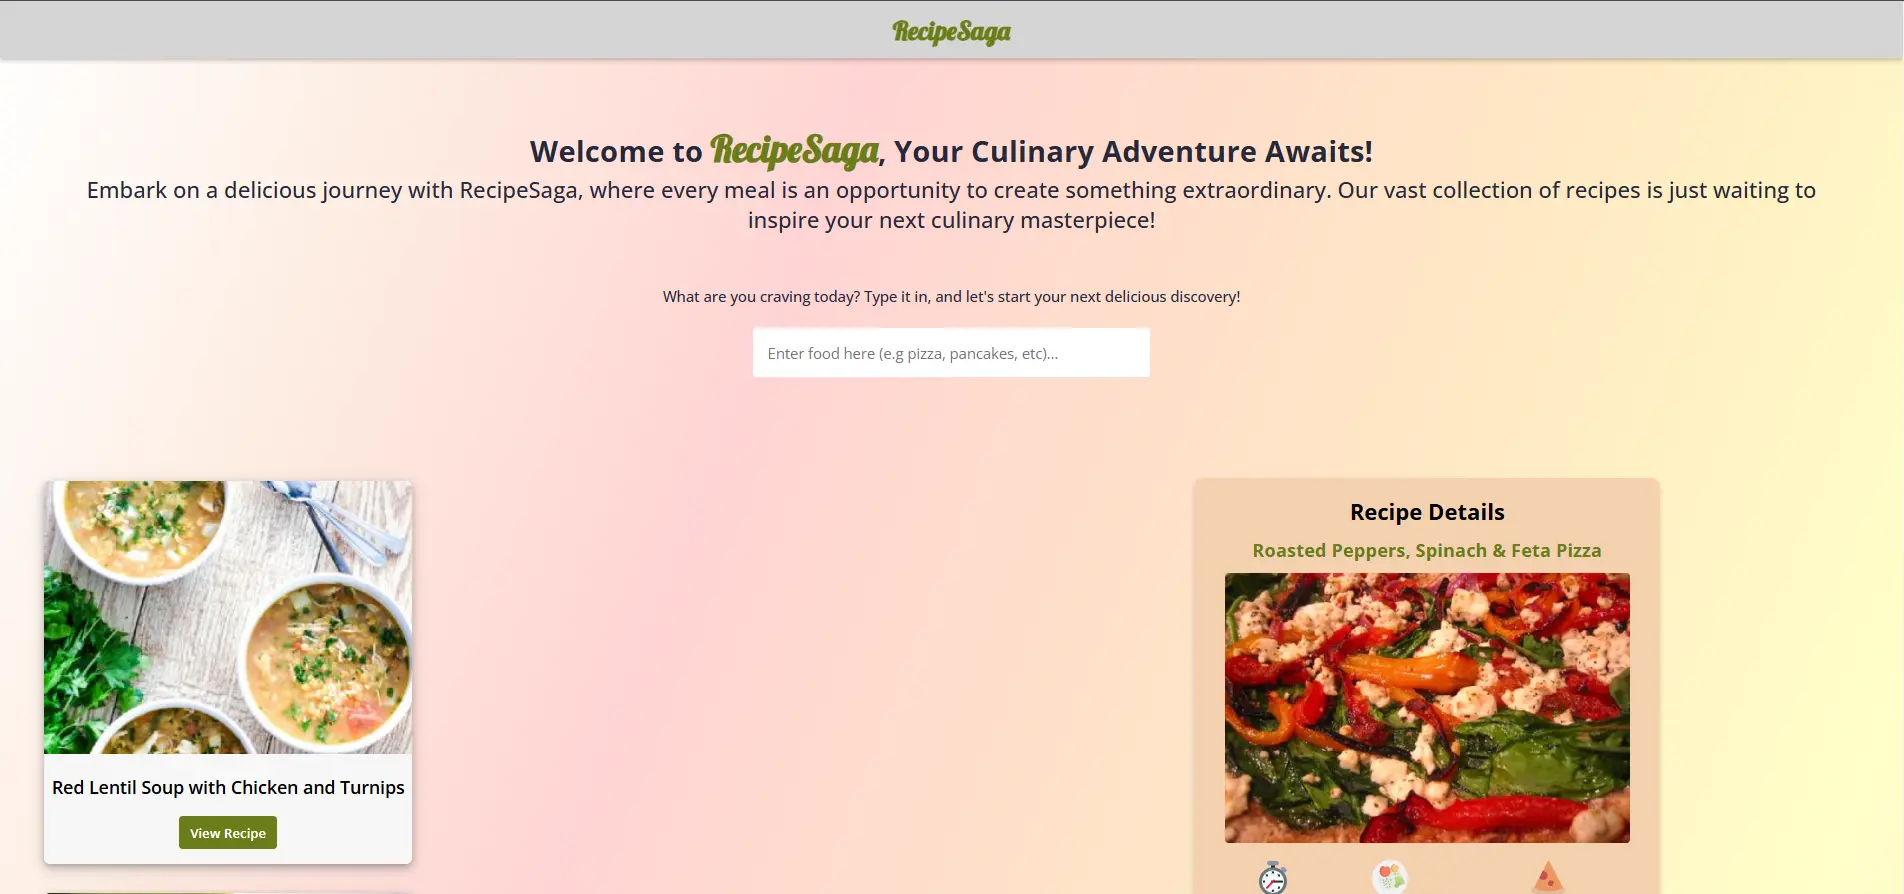 RecipeSaga
Welcome to RecipeSaga, Your Culinary Adventure Awaits!
Embark on a delicious journey with RecipeSaga, where every meal is an opportunity to create something extraordinary. Our vast collection of recipes is just waiting to
inspire your next culinary masterpiece!
What are you craving today? Type it in, and let's start your next delicious discovery!
Enter food here (e.g pizza, pancakes, etc)...
Red Lentil Soup with Chicken and Turnips
View Recipe
Recipe Details
Roasted Peppers, Spinach & Feta Pizza